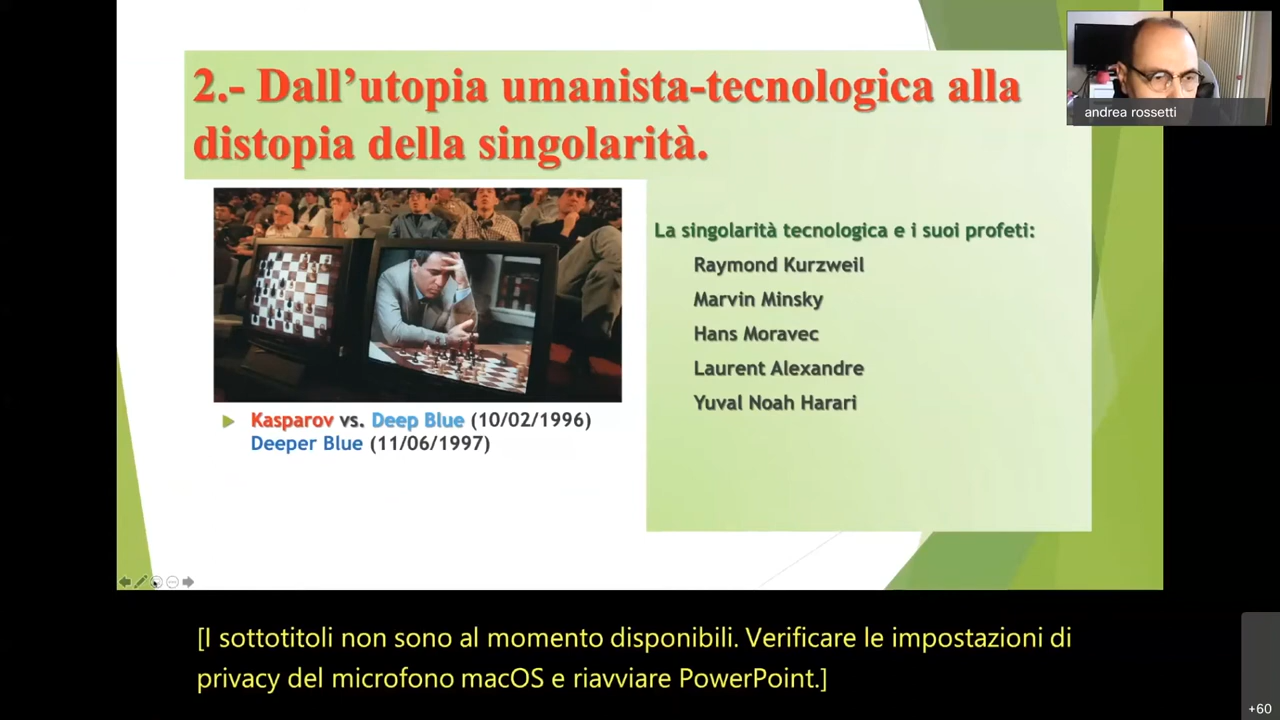 2.- Dall’utopia umanista-tecnologica alla
distopia della singolarità.
andrea rossetti
Kasparov vs. Deep Blue (10/02/1996)
Deeper Blue (11/06/1997)
La singolarità tecnologica e i suoi profeti:
Raymond Kurzweil
Marvin Minsky
Hans Moravec
Laurent Alexandre
Yuval Noah Harari
[I sottotitoli non sono al momento disponibili. Verificare le impostazioni di
privacy del microfono macOS e riavviare PowerPoint.]
+60